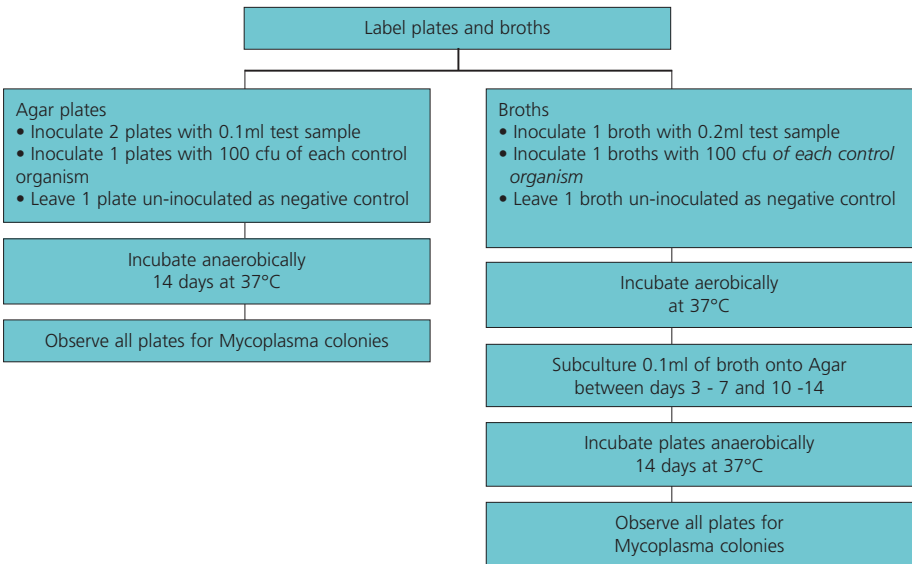 Label plates and broths
Agar plates
• Inoculate 2 plates with 0.1ml test sample
• Inoculate 1 plates with 100 cfu of each control
organism
• Leave 1 plate un-inoculated as negative control
Incubate anaerobically
14 days at 37°C
Observe all plates for Mycoplasma colonies
Broths
• Inoculate 1 broth with 0.2ml test sample
• Inoculate 1 broths with 100 cfu of each control
organism
• Leave 1 broth un-inoculated as negative control
Incubate aerobically
at 37°C
Subculture 0.1ml of broth onto Agar
between days 3 - 7 and 10 -14
Incubate plates anaerobically
14 days at 37°C
Observe all plates for
Mycoplasma colonies